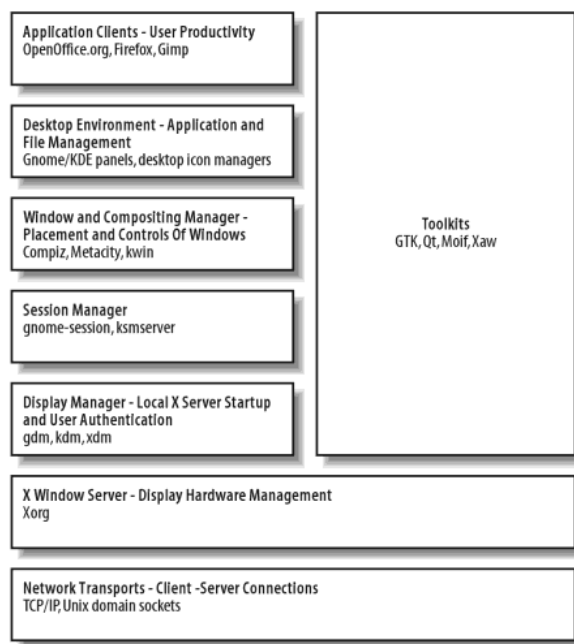 Application Clients - User Productivity
OpenOffice.org, Firefox, Gimp
Desktop Environment - Application and
File Management
Gnome/KDE panels, desktop icon managers
Window and Compositing Manager -
Placement and Controls Of Windows
Compiz, Metacity, kwin
Session Manager
gnome-session, ksmserver
Display Manager - Local X Server Startup
and User Authentication
gdm, kdm, xdm
Toolkits
GTK, Qt, Moif, Xaw
X Window Server - Display Hardware Management
Xorg
Network Transports - Client -Server Connections
TCP/IP, Unix domain sockets